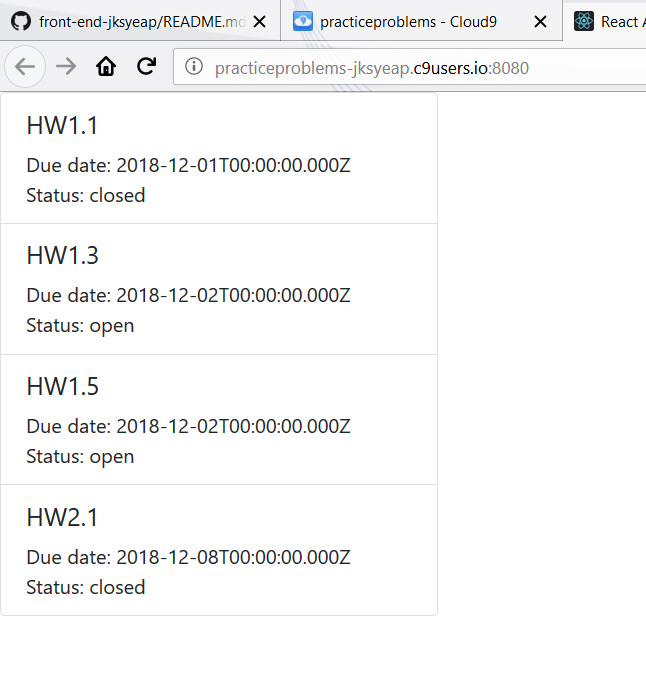 front-end-jksyeap/README.md
practiceproblems - Cloud9
React
practiceproblems-jksyeap.c9users.io:8080
HW1.1
Due date: 2018-12-01T00:00:00.000Z
Status: closed
HW1.3
Due date: 2018-12-02T00:00:00.000Z
Status: open
HW1.5
Due date: 2018-12-02T00:00:00.000Z
Status: open
HW2.1
Due date: 2018-12-08T00:00:00.000Z
Status: closed